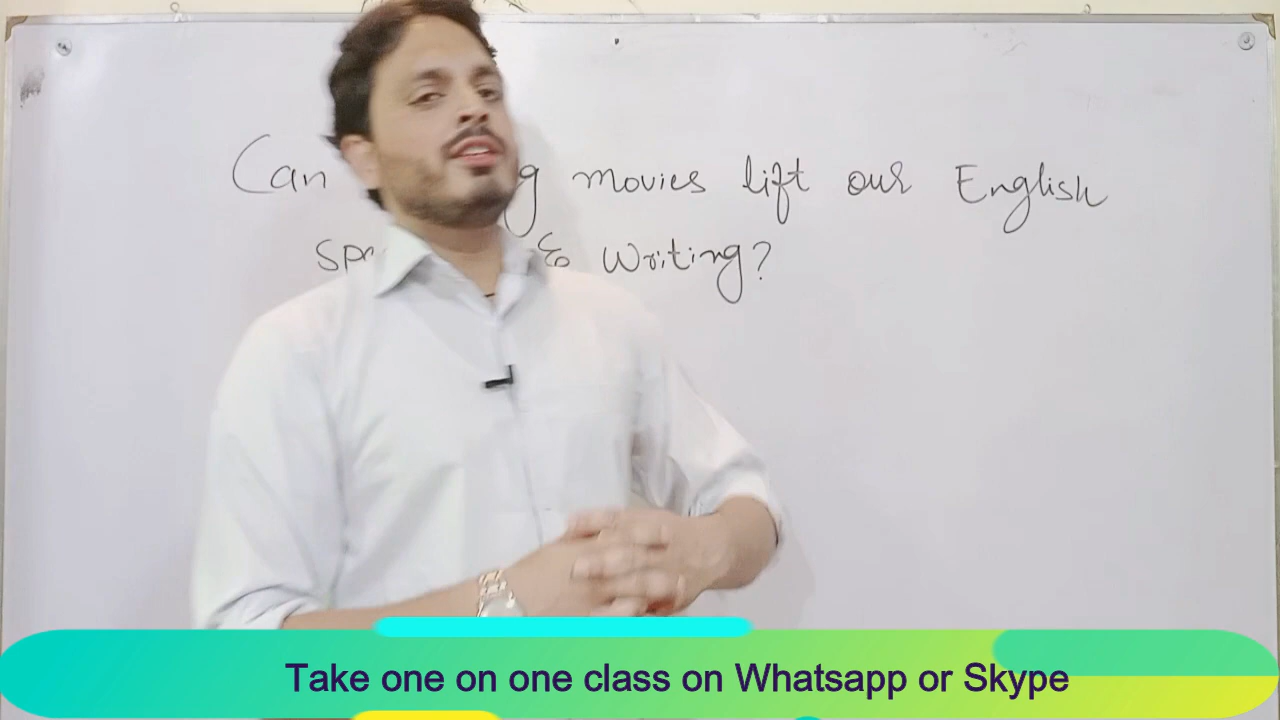 Can movies lift our English
& Writing?
Take one on one class on Whatsapp or Skype